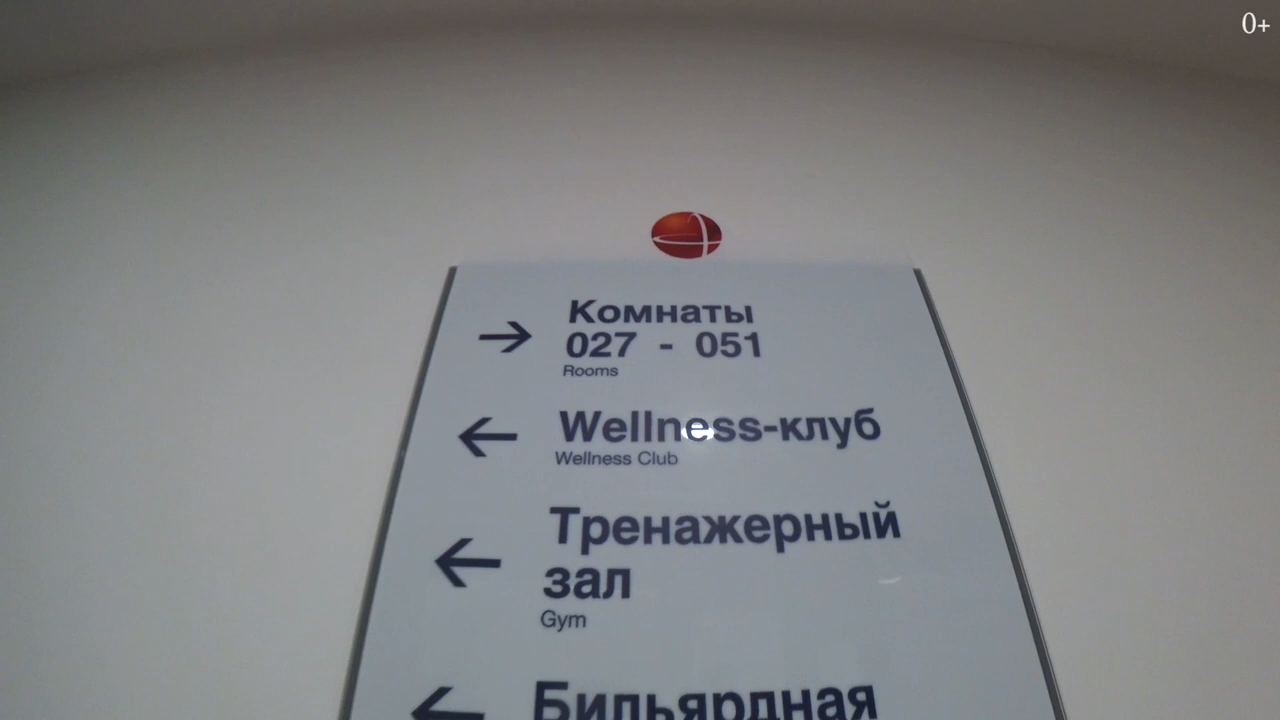 0+
Комнаты
027 - 051
Rooms
Wellness-клуб
Wellness Club
Тренажерный
зал
Gym
Бильярдная